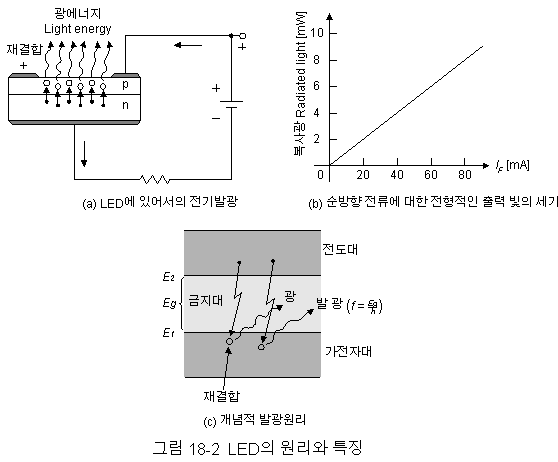 광에너지
Light energy
재결합
+
p
n
+
+
−
(a) LED에 있어서의 전기발광
복사광 Radiated light [mW]
10
8
6
4
2
0
20
40
60
80
I_F [mA]
(b) 순방향 전류에 대한 전형적인 출력 빛의 세기
전도대
E₂
Eg
금지대
광
발 광 (f = Eg/h)
E₁
가전자대
재결합
(c) 개념적 발광원리
그림 18-2 LED의 원리와 특징